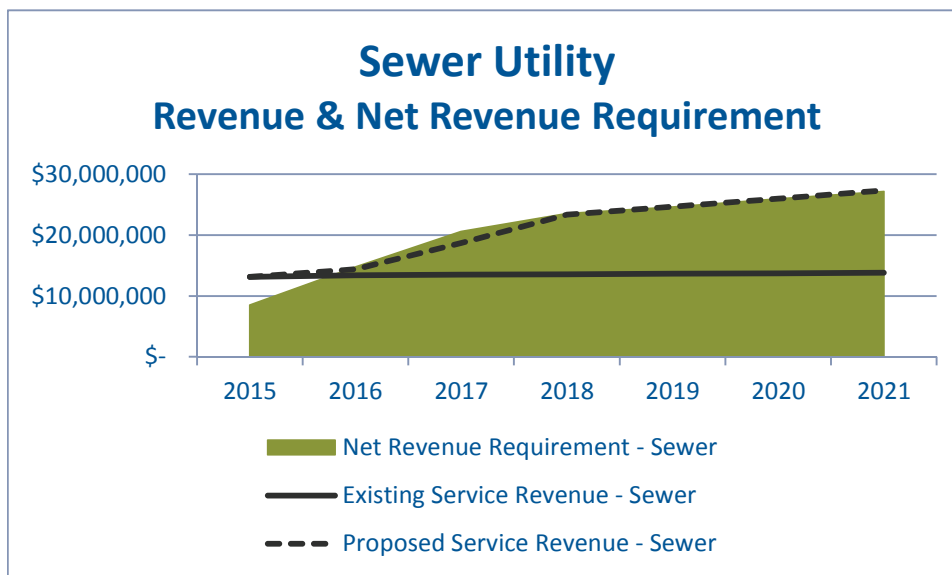 Sewer Utility
Revenue & Net Revenue Requirement
$30,000,000
$20,000,000
$10,000,000
$-
2015 2016 2017 2018 2019 2020 2021
Net Revenue Requirement - Sewer
Existing Service Revenue - Sewer
Proposed Service Revenue - Sewer